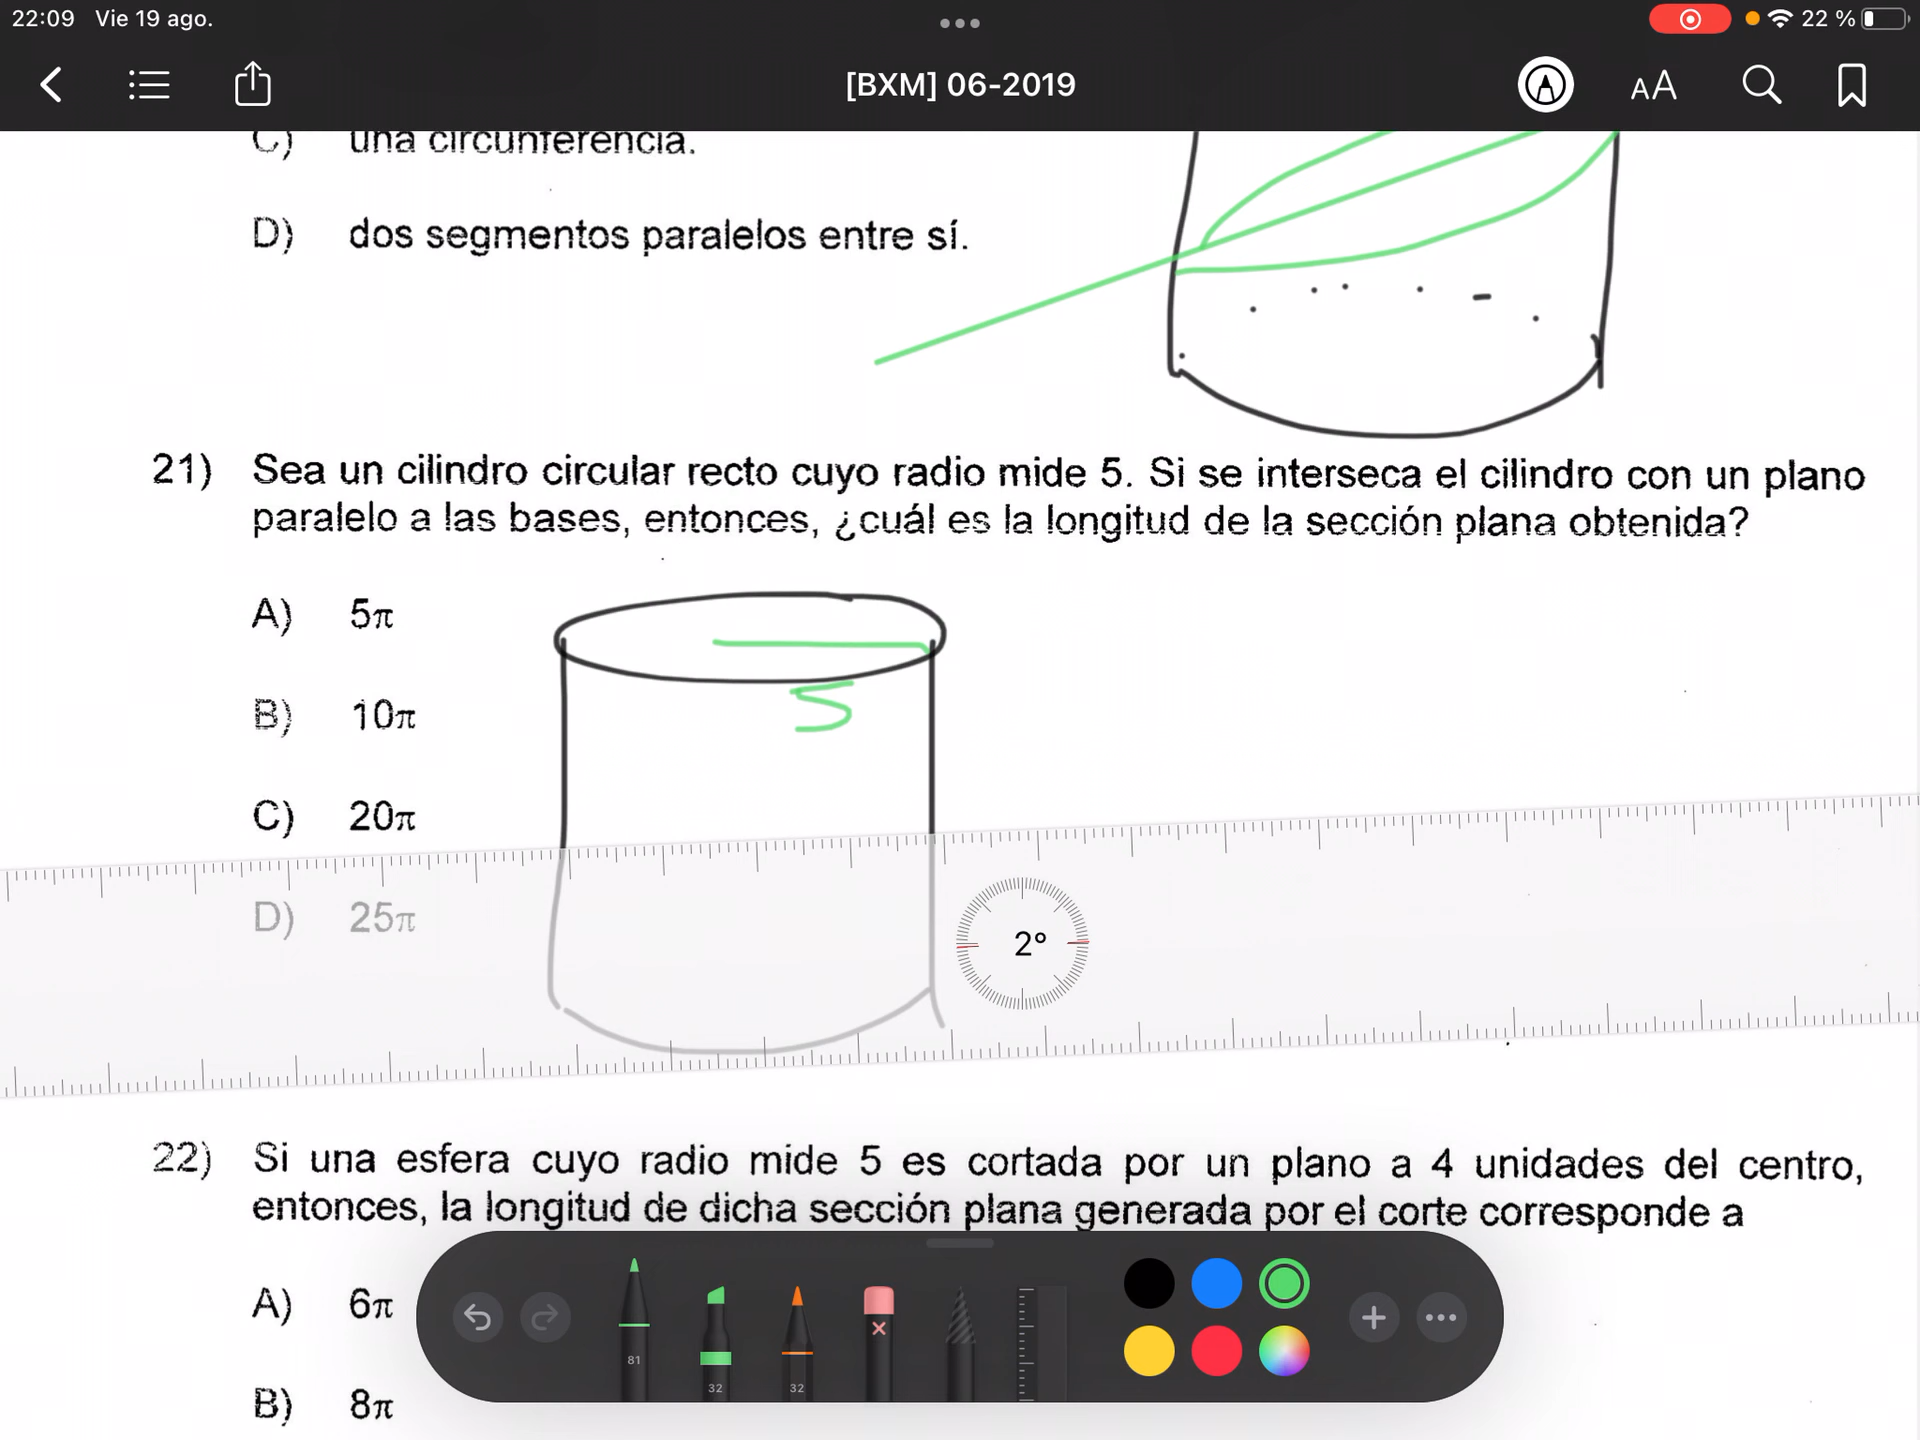 22:09 Vie 19 ago.
22 %
[BXM] 06-2019
AA
C) una circunferencia.
D) dos segmentos paralelos entre sí.
21) Sea un cilindro circular recto cuyo radio mide 5. Si se interseca el cilindro con un plano
paralelo a las bases, entonces, ¿cuál es la longitud de la sección plana obtenida?
A) 5π
5
B) 10π
C) 20π
D) 25π
2°
22) Si una esfera cuyo radio mide 5 es cortada por un plano a 4 unidades del centro,
entonces, la longitud de dicha sección plana generada por el corte corresponde a
A) 6π
81
32
32
B) 8π